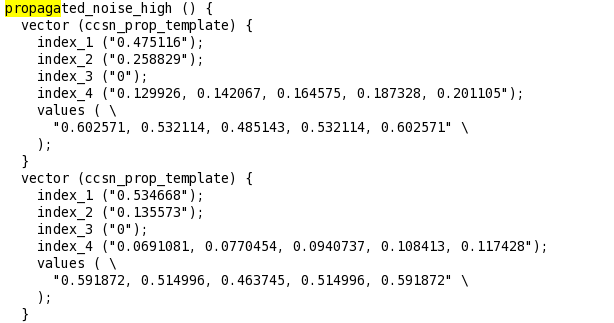 propagated_noise_high () {
  vector (ccsn_prop_template) {
    index_1 ("0.475116");
    index_2 ("0.258829");
    index_3 ("0");
    index_4 ("0.129926, 0.142067, 0.164575, 0.187328, 0.201105");
    values ( \
      "0.602571, 0.532114, 0.485143, 0.532114, 0.602571" \
    );
  }
  vector (ccsn_prop_template) {
    index_1 ("0.534668");
    index_2 ("0.135573");
    index_3 ("0");
    index_4 ("0.0691081, 0.0770454, 0.0940737, 0.108413, 0.117428");
    values ( \
      "0.591872, 0.514996, 0.463745, 0.514996, 0.591872" \
    );
  }